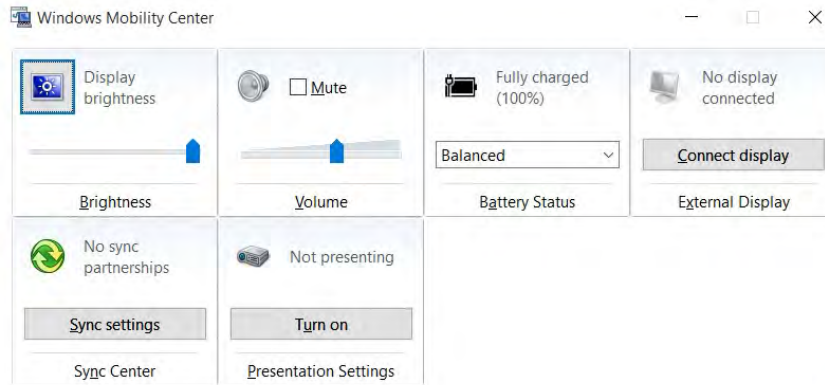 Windows Mobility Center
Display
brightness
Brightness
Mute
Volume
Fully charged
(100%)
Balanced
Battery Status
No display
connected
Connect display
External Display
No sync
partnerships
Sync settings
Sync Center
Not presenting
Turn on
Presentation Settings